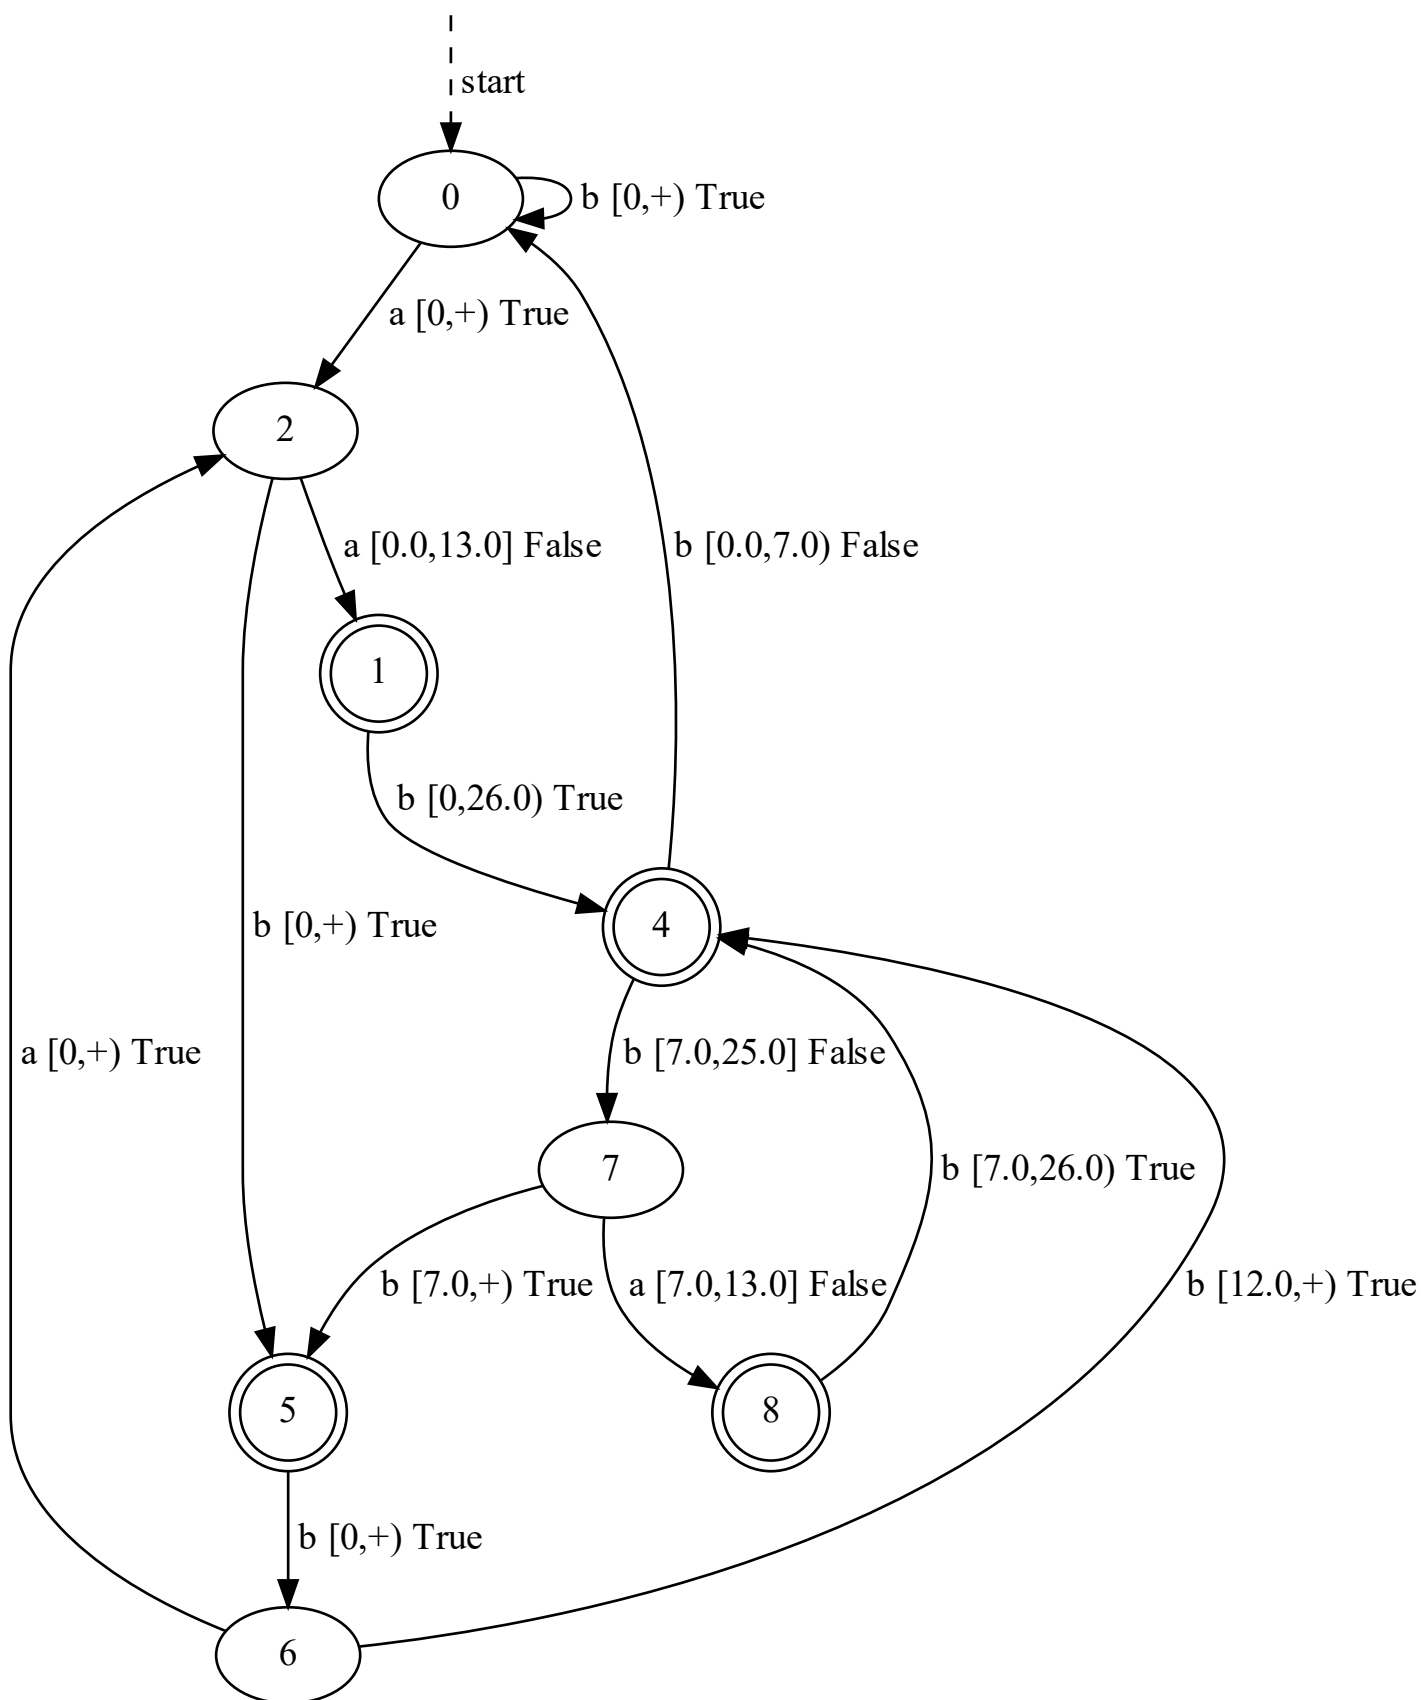 start
0
b [0,+) True
a [0,+) True
2
a [0.0,13.0] False
b [0.0,7.0) False
1
b [0,26.0) True
b [0,+) True
4
a [0,+) True
b [7.0,25.0] False
7
b [7.0,26.0) True
b [7.0,+) True
a [7.0,13.0] False
b [12.0,+) True
5
8
b [0,+) True
6